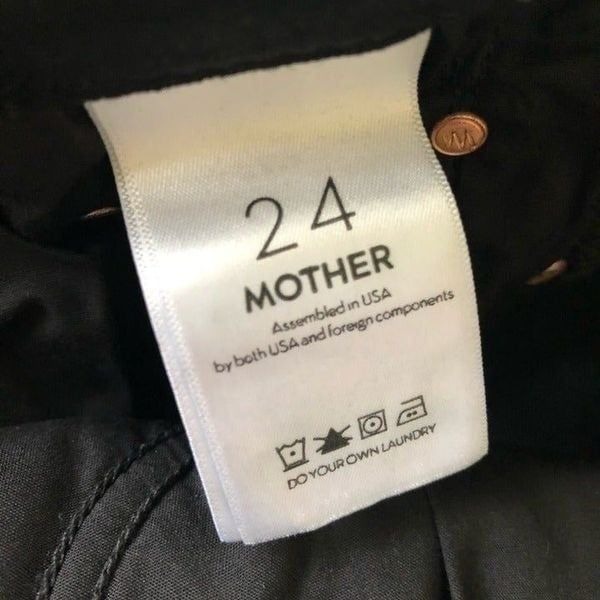 24
MOTHER
Assembled in USA
by both USA and foreign components
DO YOUR OWN LAUNDRY
M